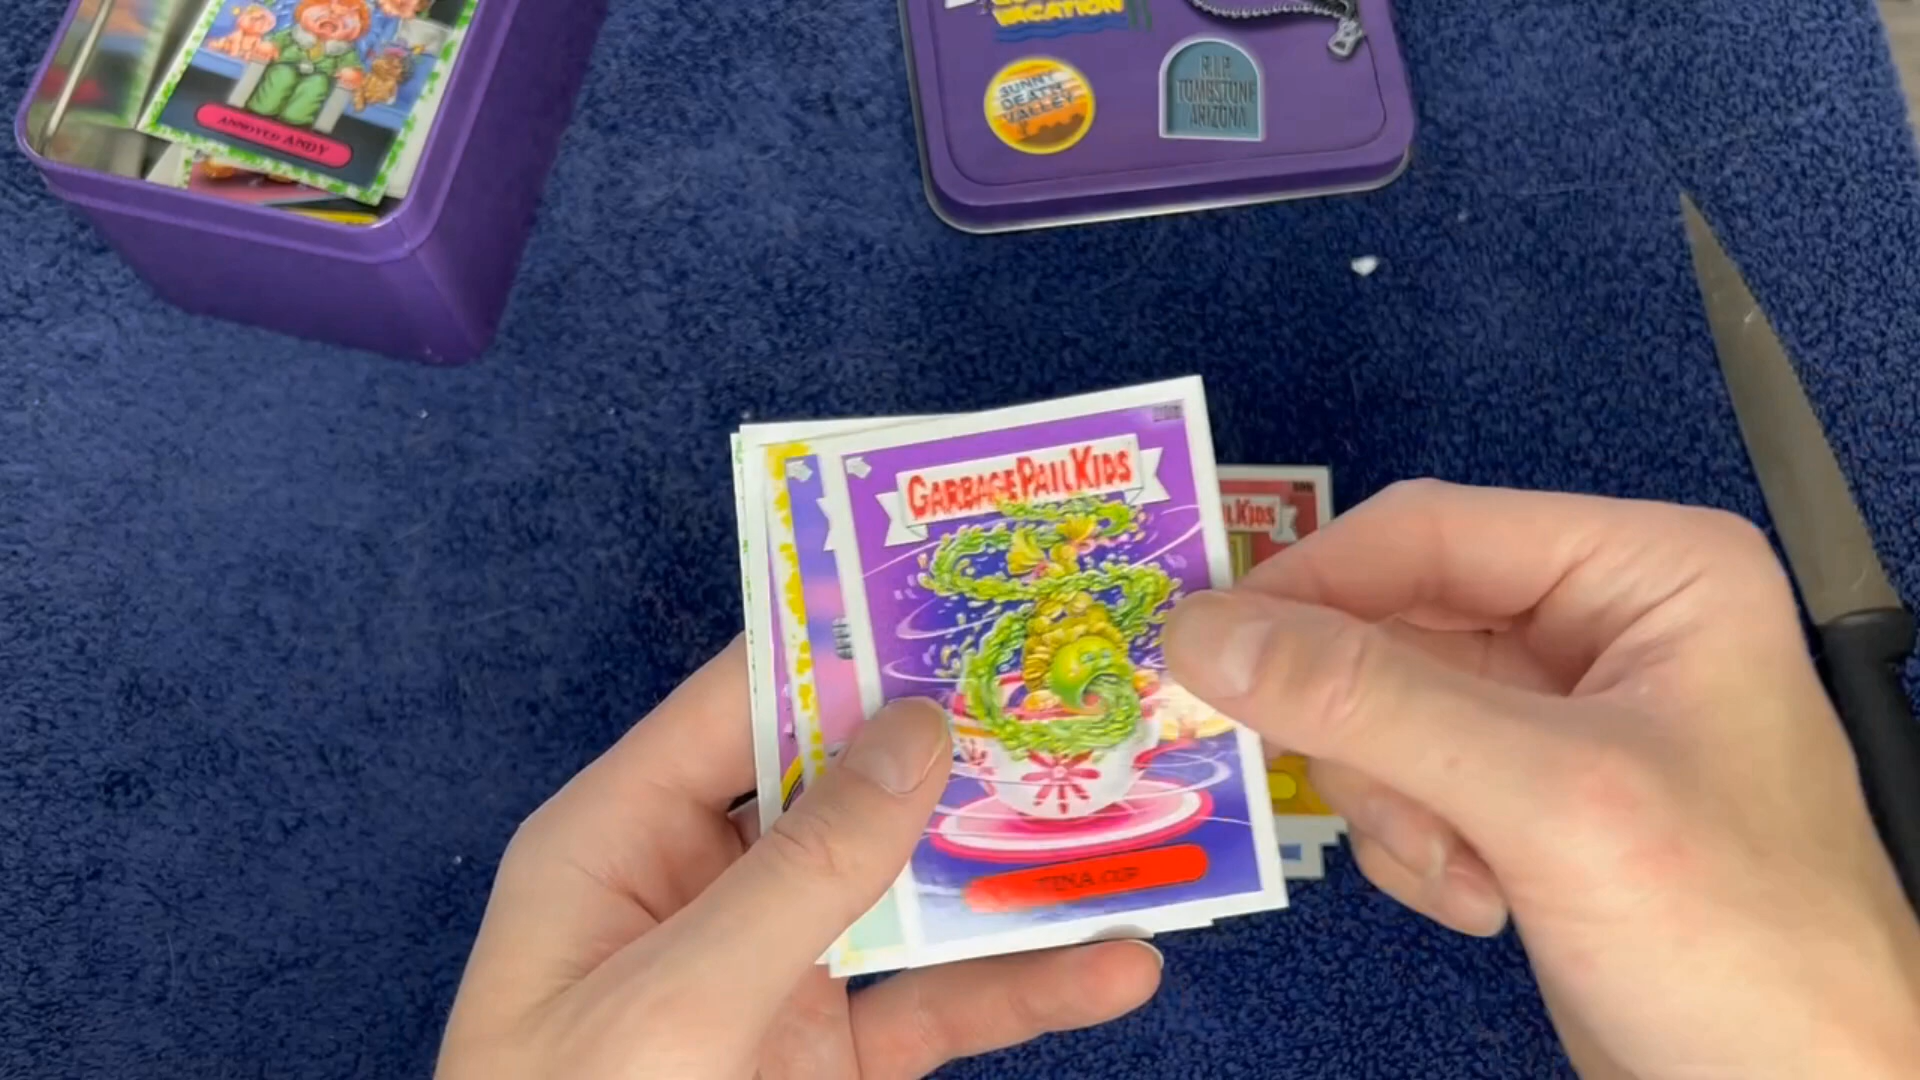 VACATION
SUNNY
DEATH
VALLEY
R.I.P.
TOMBSTONE
ARIZONA
ANNOYED ANDY
GARBAGE PAIL KIDS
L KIDS
TINA CUP